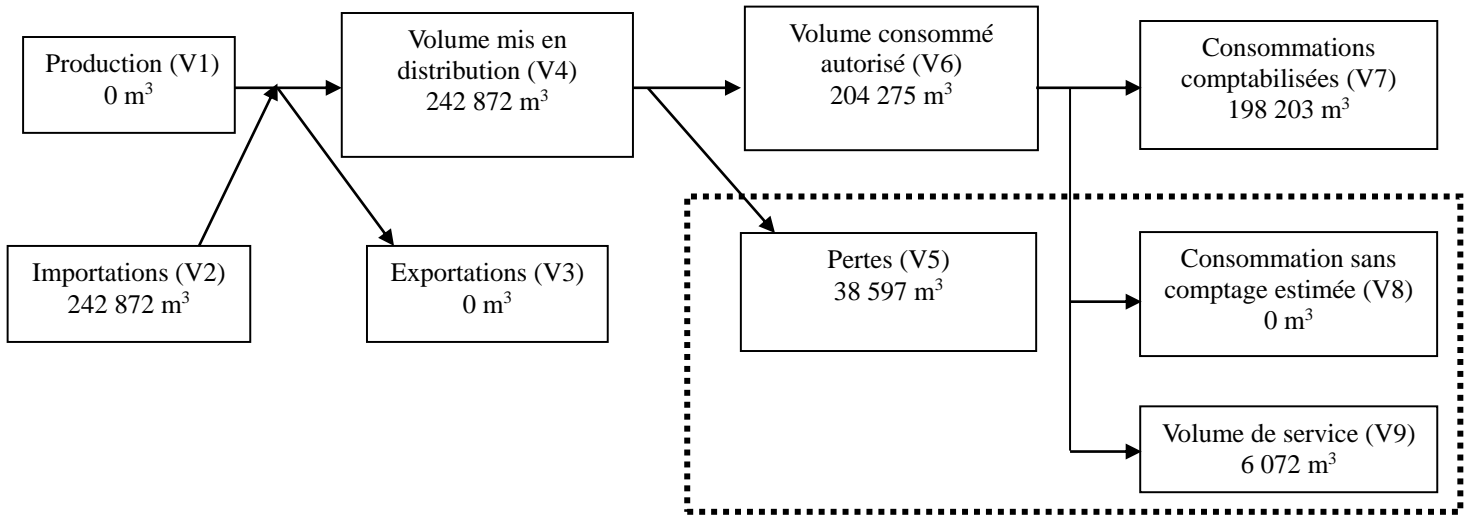 Production (V1)
0 m³
Volume mis en
distribution (V4)
242 872 m³
Volume consommé
autorisé (V6)
204 275 m³
Consommations
comptabilisées (V7)
198 203 m³
Importations (V2)
242 872 m³
Exportations (V3)
0 m³
Pertes (V5)
38 597 m³
Consommation sans
comptage estimée (V8)
0 m³
Volume de service (V9)
6 072 m³